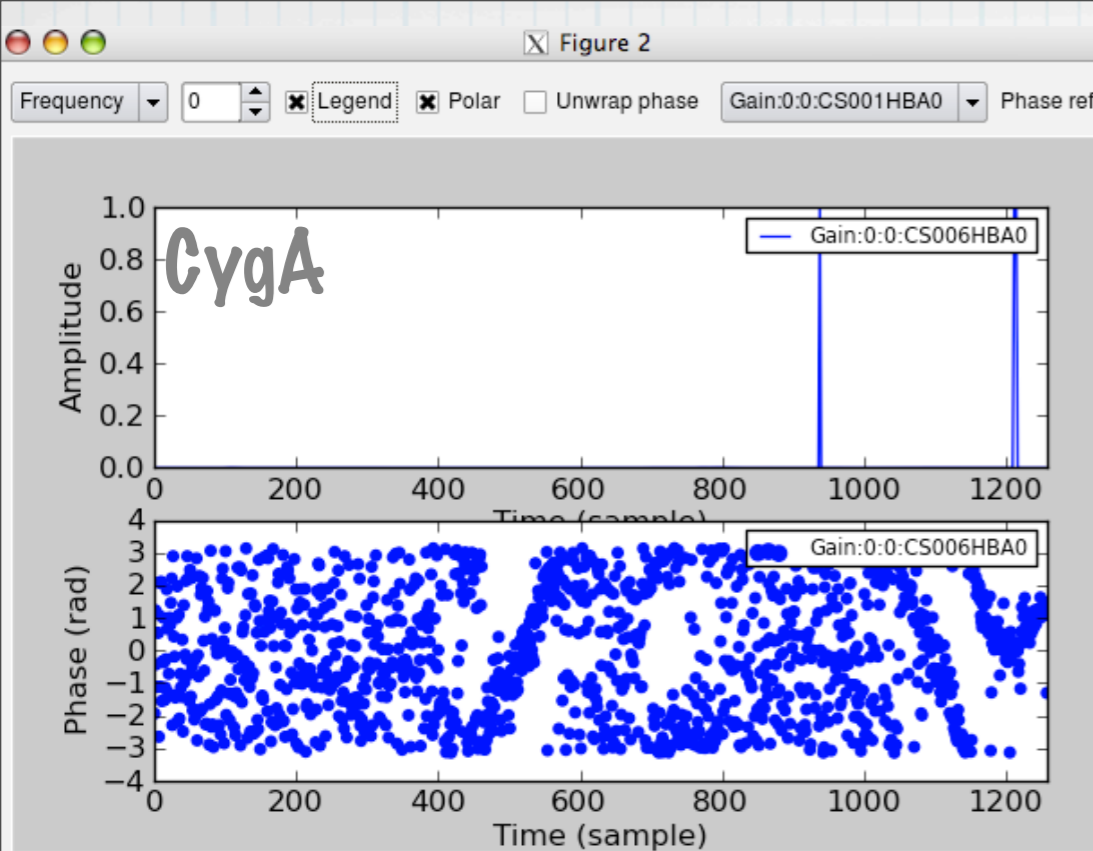 X Figure 2
Frequency 0 Legend Polar Unwrap phase Gain:0:0:CS001HBA0 Phase ref
CygA
Gain:0:0:CS006HBA0
Amplitude
1.0
0.8
0.6
0.4
0.2
0.0
0 200 400 600 800 1000 1200
Time (sample)
Gain:0:0:CS006HBA0
Phase (rad)
4
3
2
1
0
−1
−2
−3
−4
0 200 400 600 800 1000 1200
Time (sample)